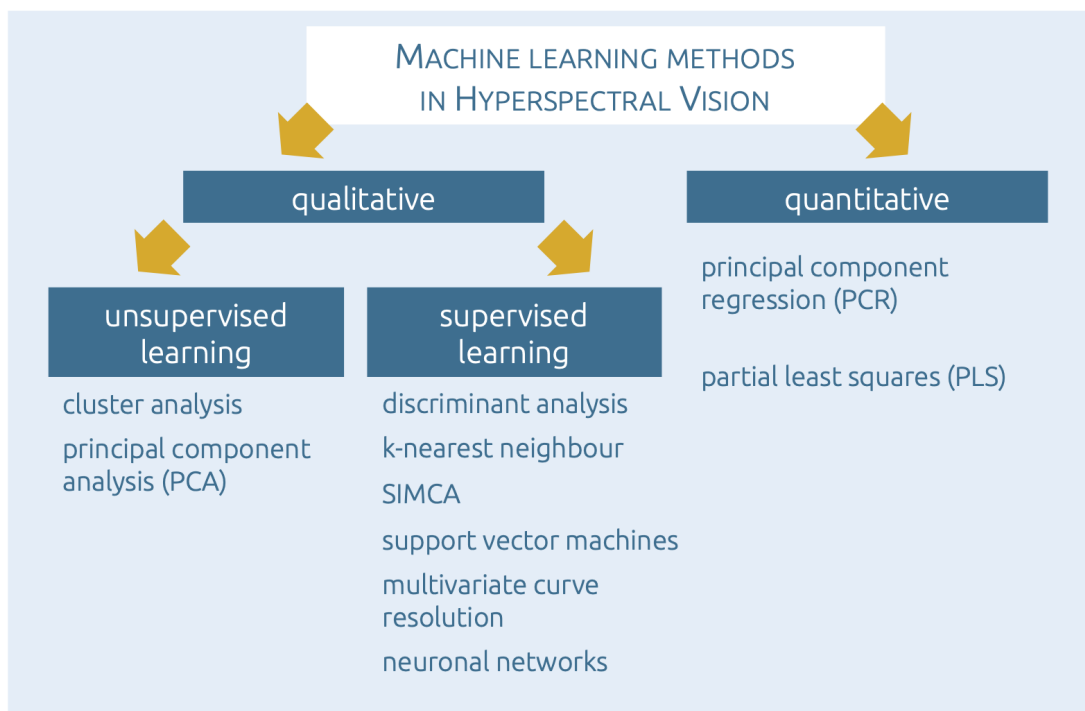 MACHINE LEARNING METHODS
IN HYPERSPECTRAL VISION
qualitative
quantitative
unsupervised
learning
cluster analysis
principal component
analysis (PCA)
supervised
learning
discriminant analysis
k-nearest neighbour
SIMCA
support vector machines
multivariate curve
resolution
neuronal networks
principal component
regression (PCR)
partial least squares (PLS)